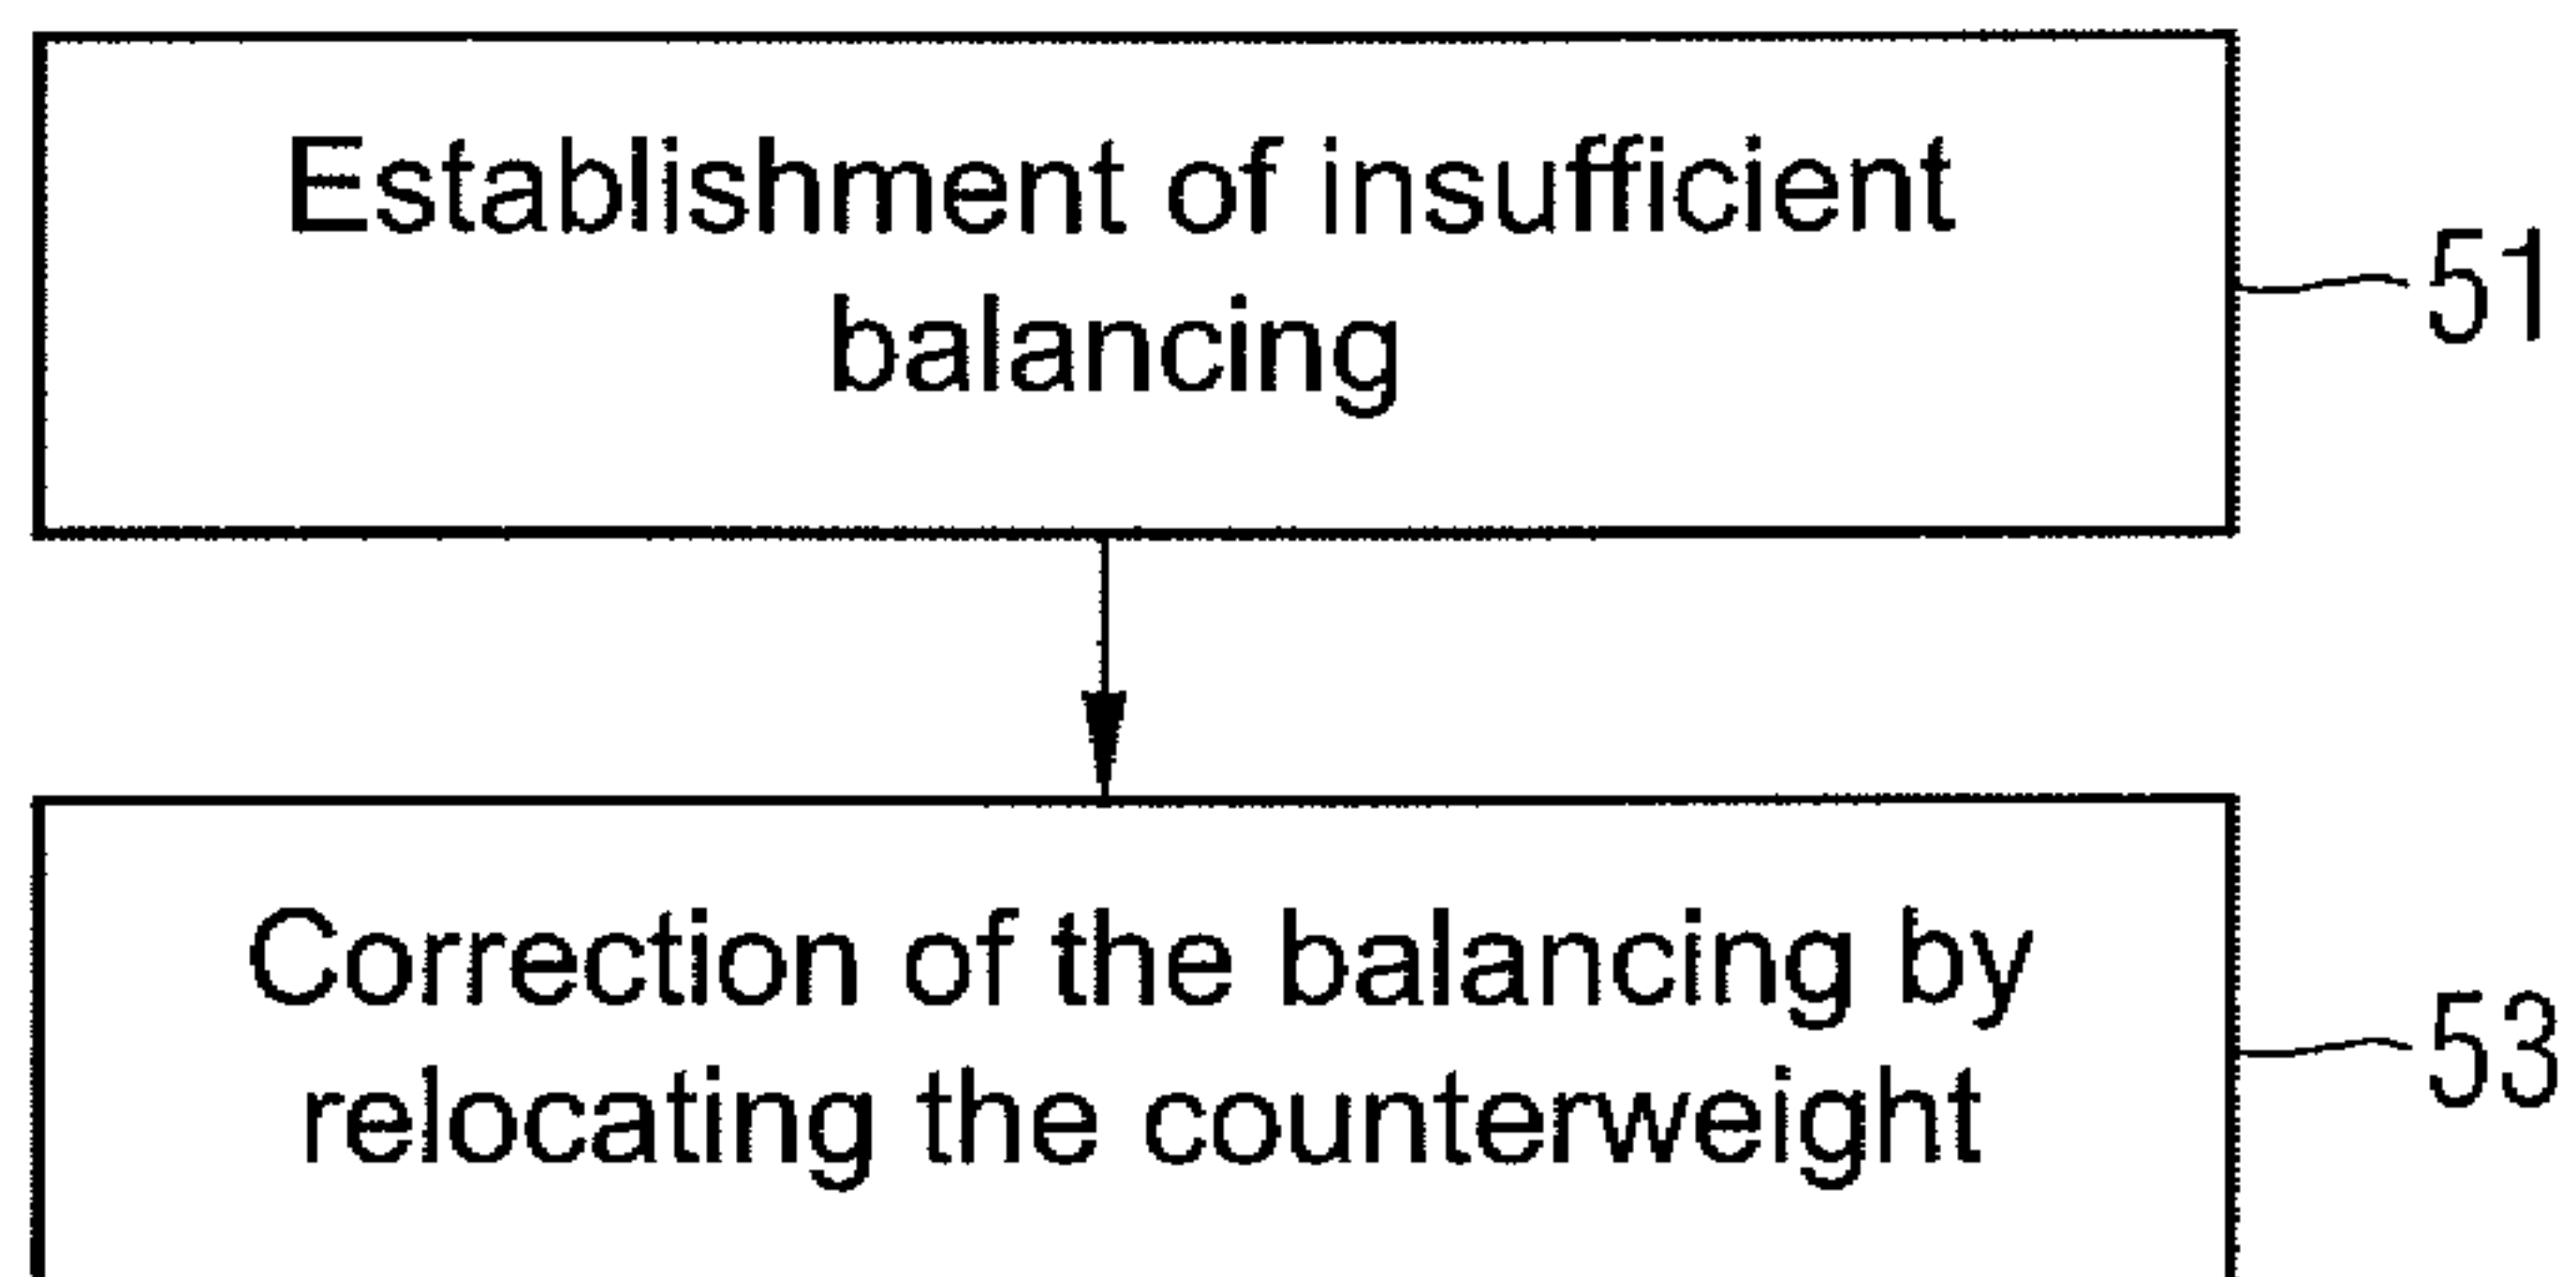 Establishment of insufficient
balancing
51
Correction of the balancing by
relocating the counterweight
53